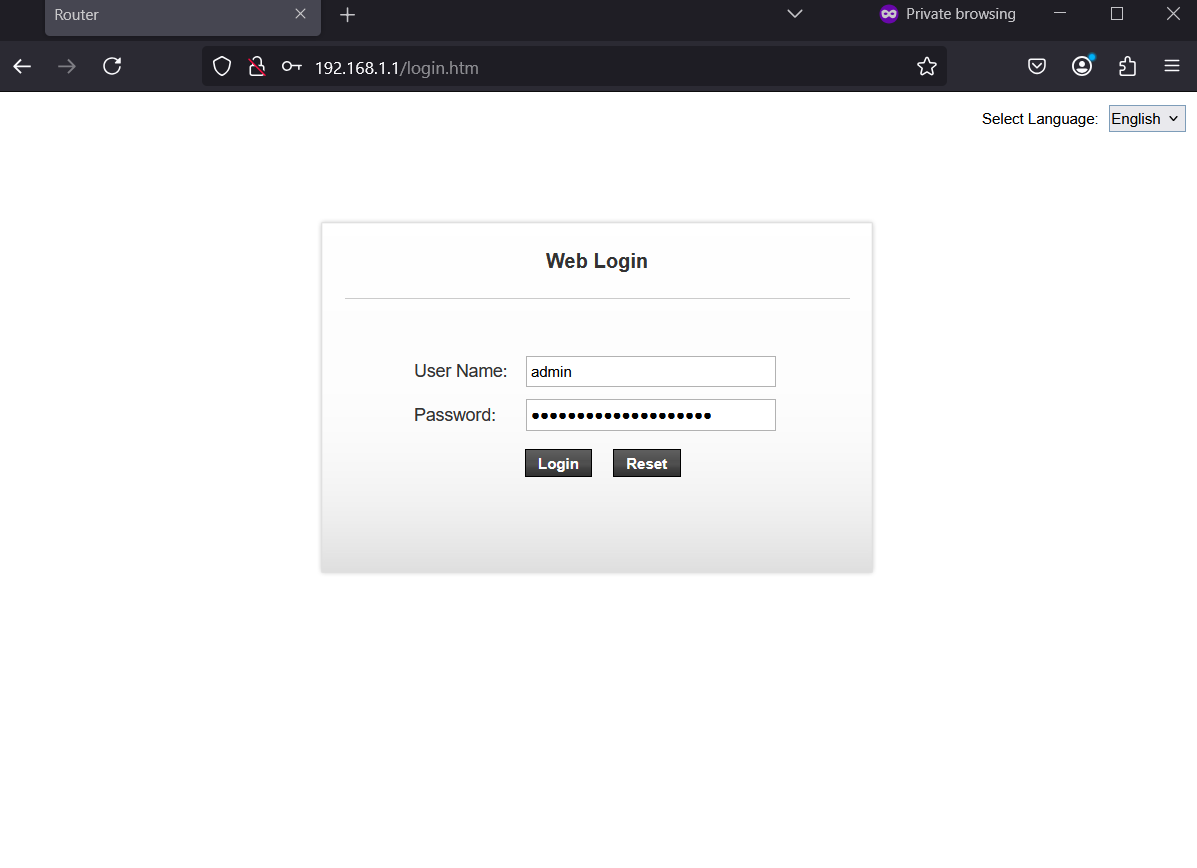 Router
Private browsing
192.168.1.1/login.htm
Select Language: English
Web Login
User Name: admin
Password: ●●●●●●●●●●●●●●●●●●●●
Login Reset